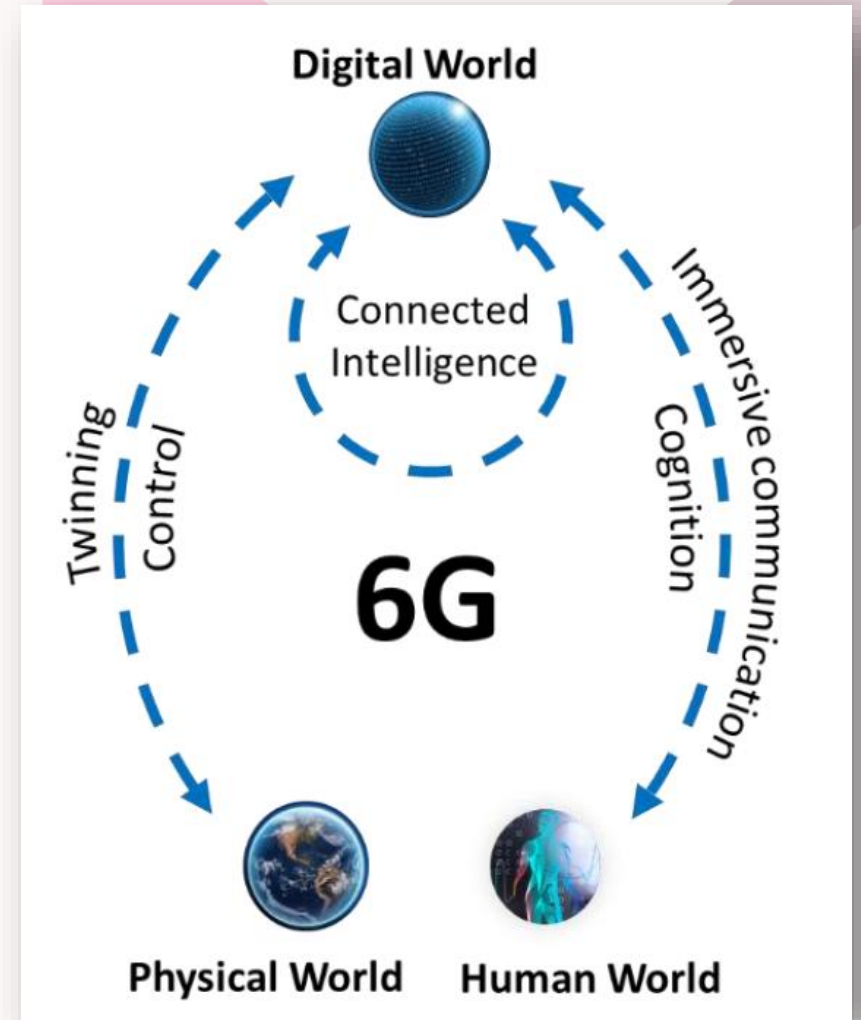 Digital World
Connected
Intelligence
Twinning
Control
Cognition
Immersive communication
6G
Physical World
Human World